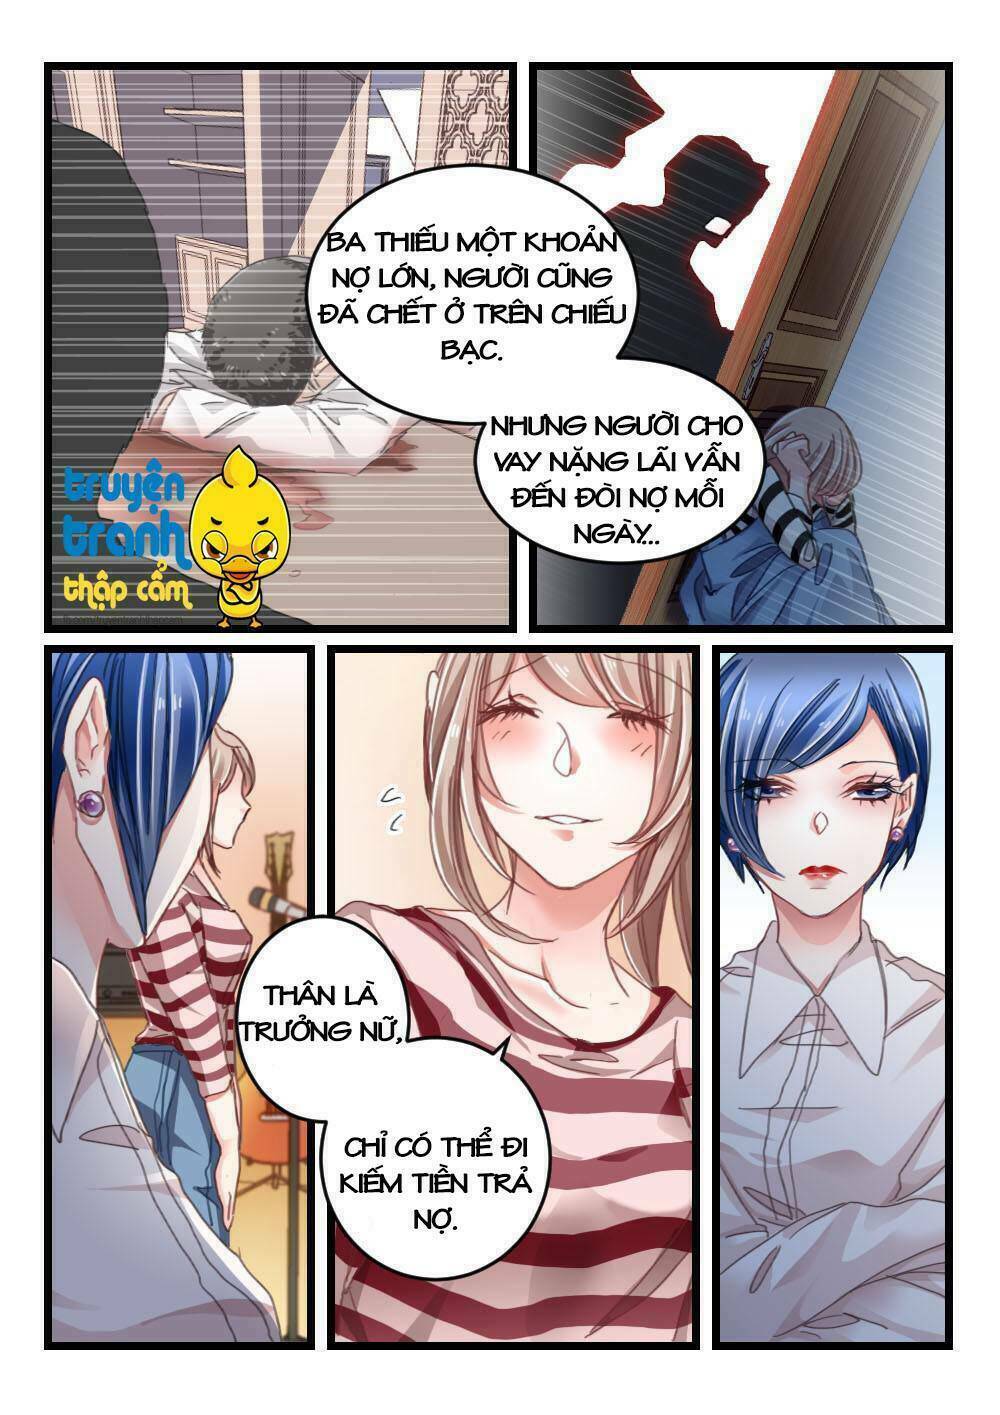 BA THIẾU MỘT KHOẢN
NỢ LỚN, NGƯỜI CŨNG
ĐÃ CHẾT Ở TRÊN CHIẾU
BẠC.
NHƯNG NGƯỜI CHO
VAY NẶNG LÃI VẪN
ĐẾN ĐÒI NỢ MỖI
NGÀY...
truyện
tranh
thập cẩm
THÂN LÀ
TRƯỞNG NỮ,
CHỈ CÓ THỂ ĐI
KIẾM TIỀN TRẢ
NỢ.